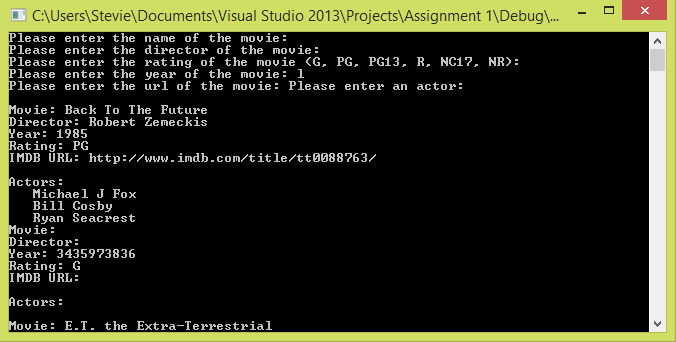 C:\Users\Stevie\Documents\Visual Studio 2013\Projects\Assignment 1\Debug\...
Please enter the name of the movie:
Please enter the director of the movie:
Please enter the rating of the movie (G, PG, PG13, R, NC17, NR):
Please enter the year of the movie: 1
Please enter the url of the movie: Please enter an actor:
Movie: Back To The Future
Director: Robert Zemeckis
Year: 1985
Rating: PG
IMDB URL: http://www.imdb.com/title/tt0088763/
Actors:
Michael J Fox
Bill Cosby
Ryan Seacrest
Movie:
Director:
Year: 3435973836
Rating: G
IMDB URL:
Actors:
Movie: E.T. the Extra-Terrestrial